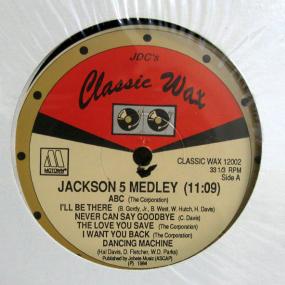 JDC's
Classic Wax
MOTOWN
CLASSIC WAX 12002
33 1/3 RPM
Side A
JACKSON 5 MEDLEY (11:09)
ABC (The Corporation)
I'LL BE THERE (B. Gordy, Jr., B. West, W. Hutch, H. Davis)
NEVER CAN SAY GOODBYE (C. Davis)
THE LOVE YOU SAVE (The Corporation)
I WANT YOU BACK (The Corporation)
DANCING MACHINE
(Hal Davis, D. Fletcher, W.D. Parks)
Published by Jobete Music (ASCAP)